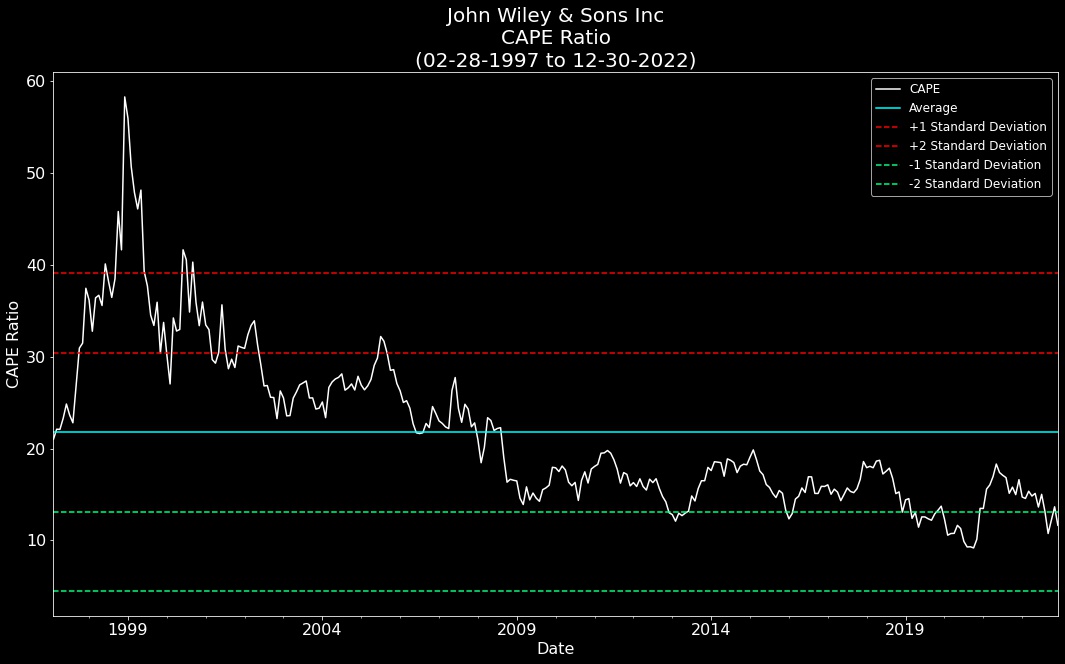 John Wiley & Sons Inc
CAPE Ratio
(02-28-1997 to 12-30-2022)
CAPE
Average
+1 Standard Deviation
+2 Standard Deviation
-1 Standard Deviation
-2 Standard Deviation
CAPE Ratio
60
50
40
30
20
10
1999
2004
2009
2014
2019
Date